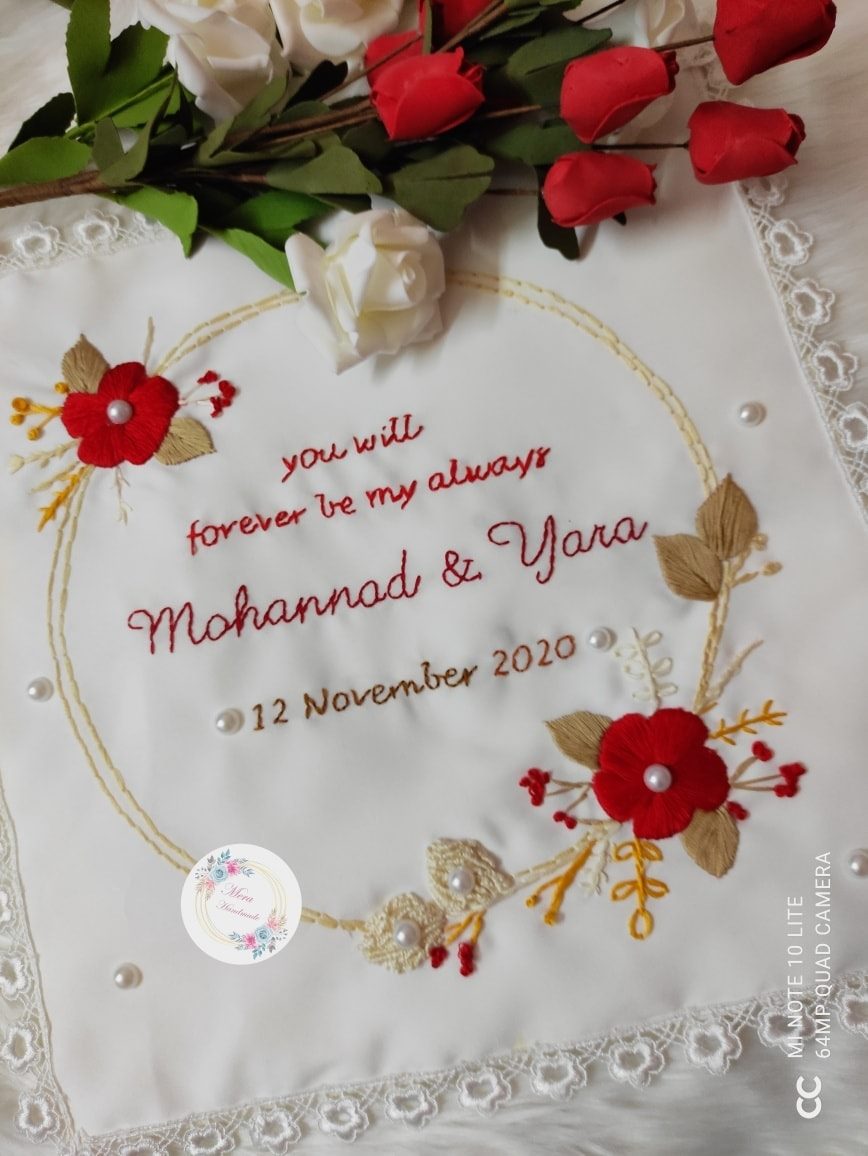 you will
forever be my always
Mohannad & Yara
12 November 2020
Meru
Handmade
MI NOTE 10 LITE
64MP QUAD CAMERA